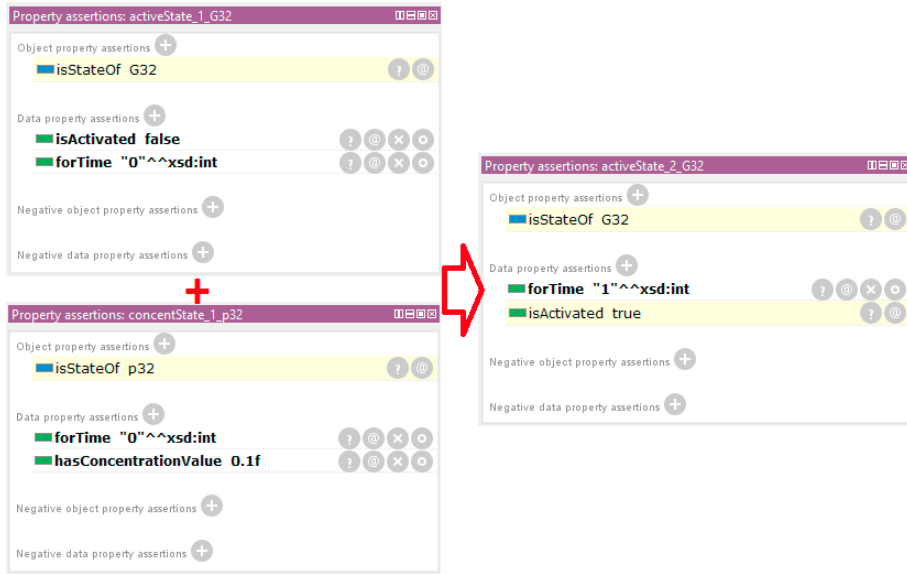 Property assertions: activeState_1_G32
Object property assertions
isStateOf G32
Data property assertions
isActivated false
forTime "0"^^xsd:int
Negative object property assertions
Negative data property assertions
+
Property assertions: concentState_1_p32
Object property assertions
isStateOf p32
Data property assertions
forTime "0"^^xsd:int
hasConcentrationValue 0.1f
Negative object property assertions
Negative data property assertions
Property assertions: activeState_2_G32
Object property assertions
isStateOf G32
Data property assertions
forTime "1"^^xsd:int
isActivated true
Negative object property assertions
Negative data property assertions